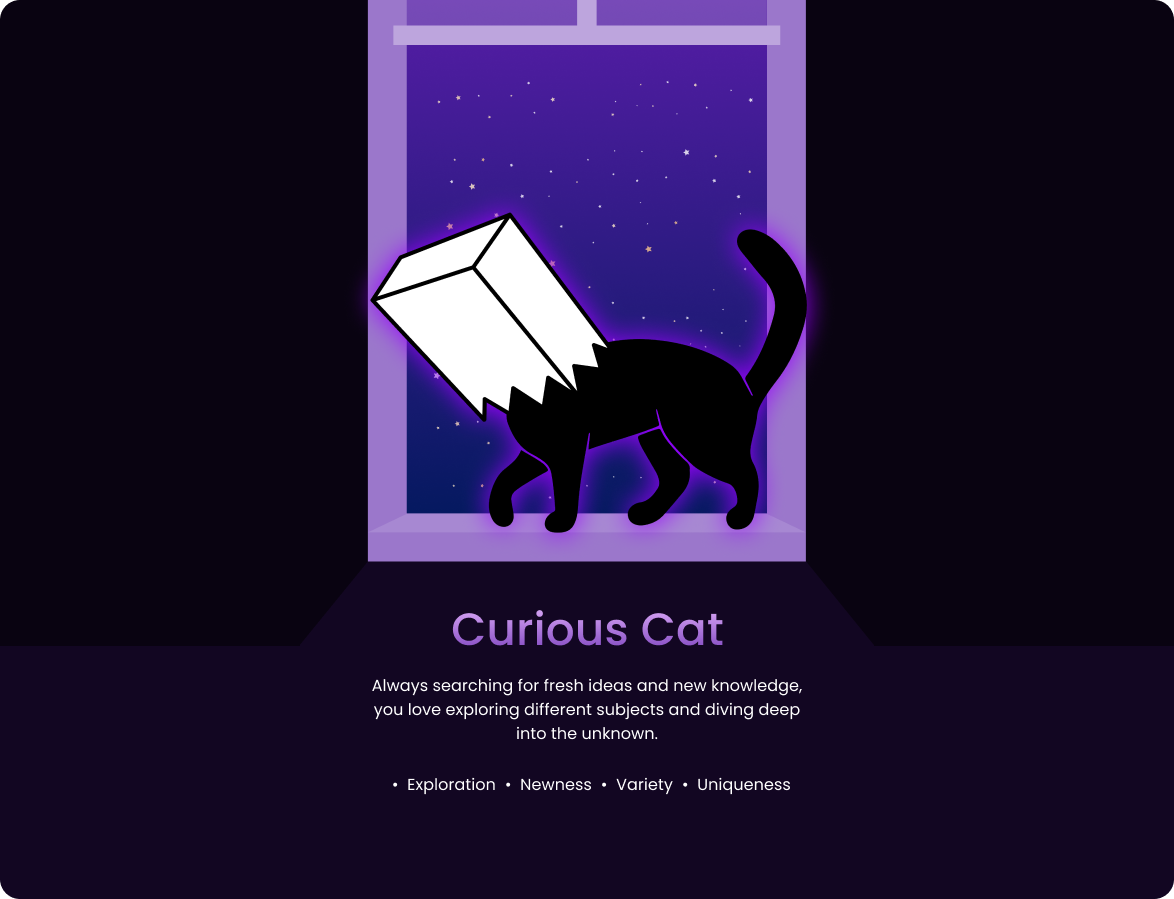 Curious Cat
Always searching for fresh ideas and new knowledge,
you love exploring different subjects and diving deep
into the unknown.
• Exploration • Newness • Variety • Uniqueness